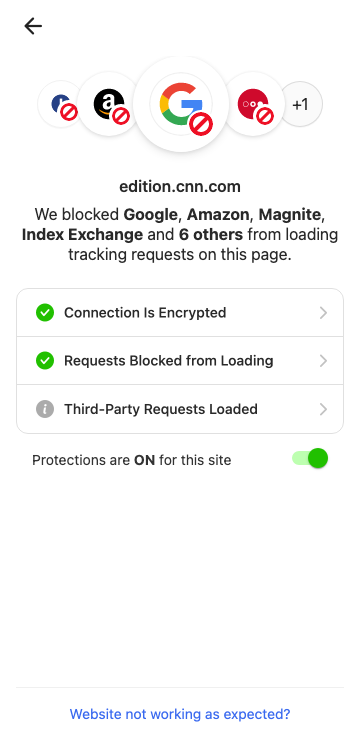 +1
edition.cnn.com
We blocked Google, Amazon, Magnite,
Index Exchange and 6 others from loading
tracking requests on this page.
Connection Is Encrypted
Requests Blocked from Loading
Third-Party Requests Loaded
Protections are ON for this site
Website not working as expected?